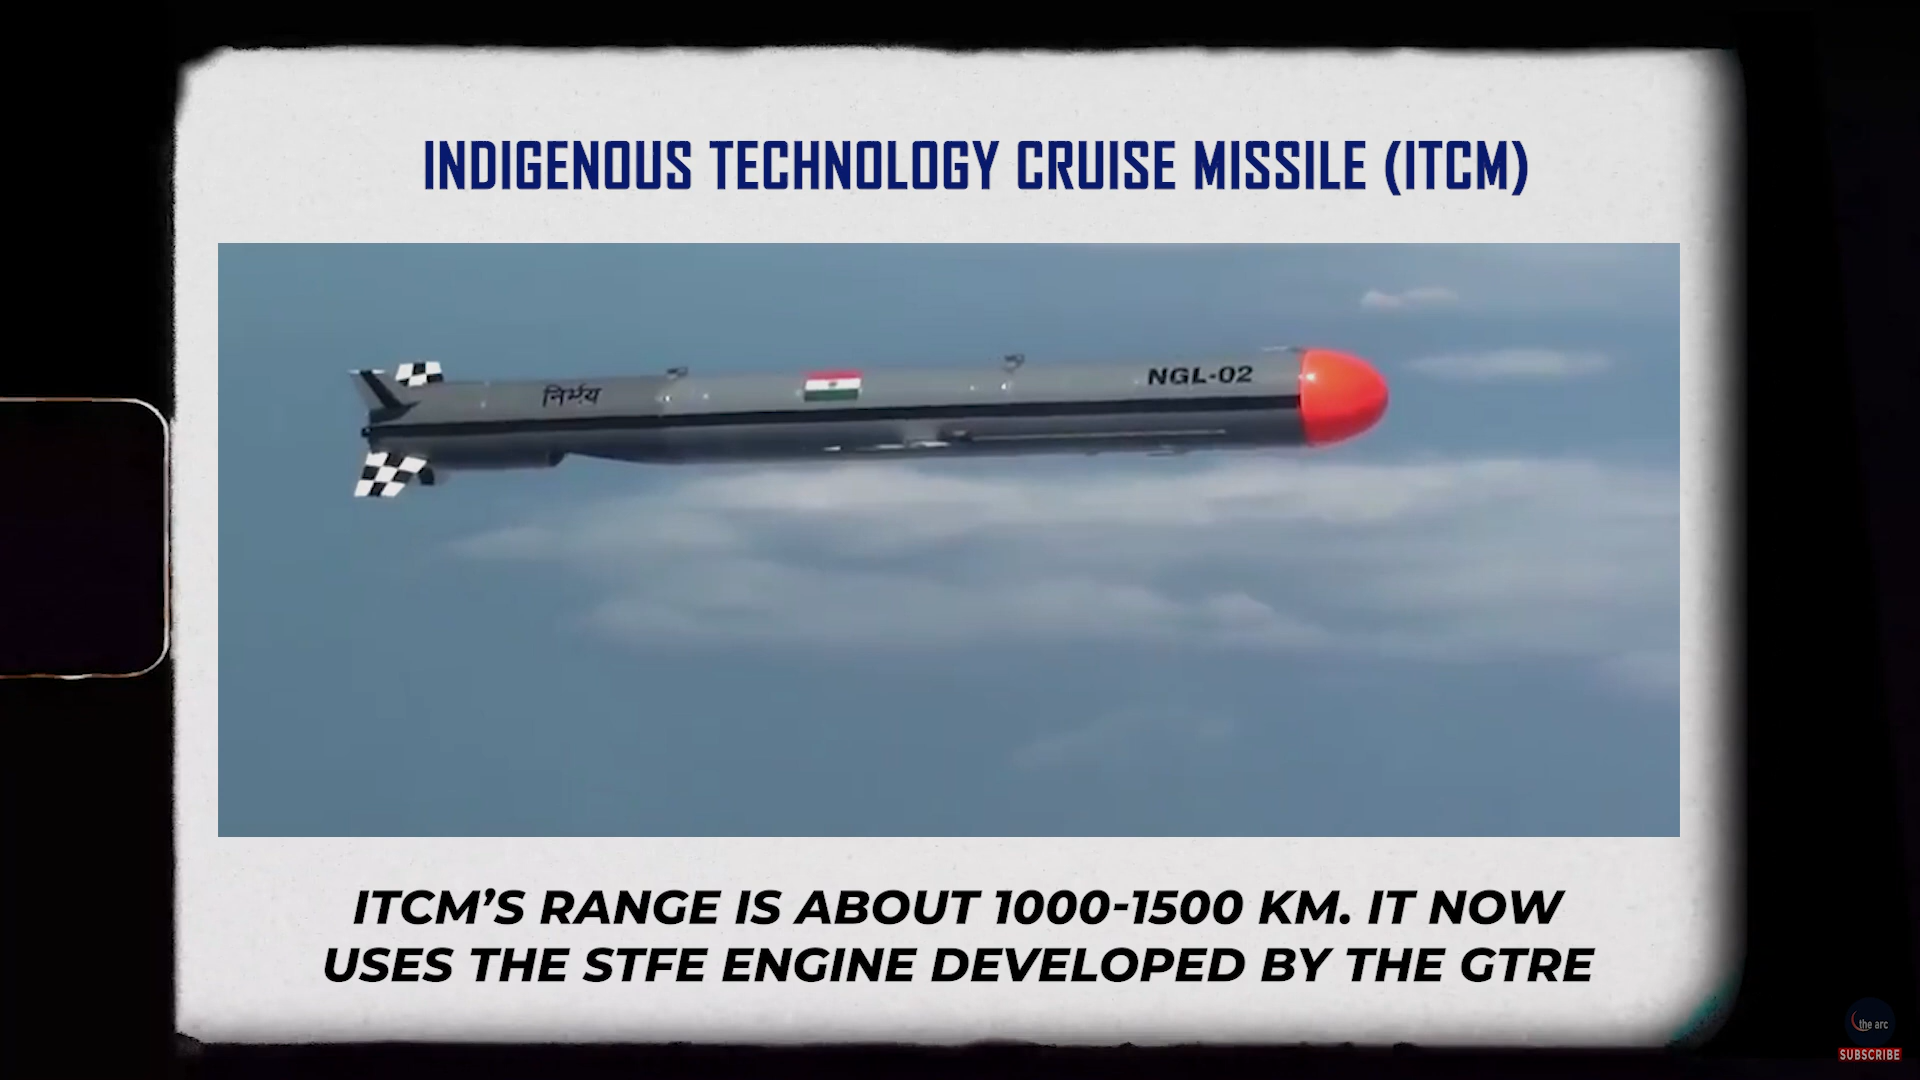 INDIGENOUS TECHNOLOGY CRUISE MISSILE (ITCM)
निर्भय
NGL-02
ITCM’S RANGE IS ABOUT 1000-1500 KM. IT NOW
USES THE STFE ENGINE DEVELOPED BY THE GTRE
the arc
SUBSCRIBE